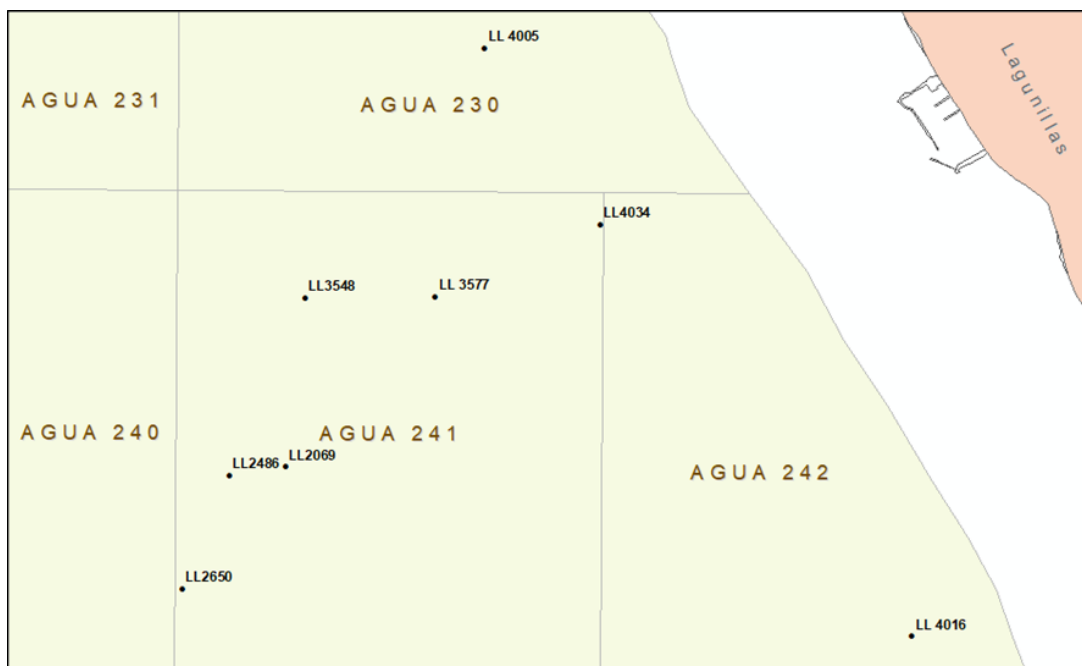 LL 4005
AGUA 231
AGUA 230
Lagunillas
LL4034
LL3548
LL 3577
AGUA 240
AGUA 241
LL2069
LL2486
AGUA 242
LL2650
LL 4016